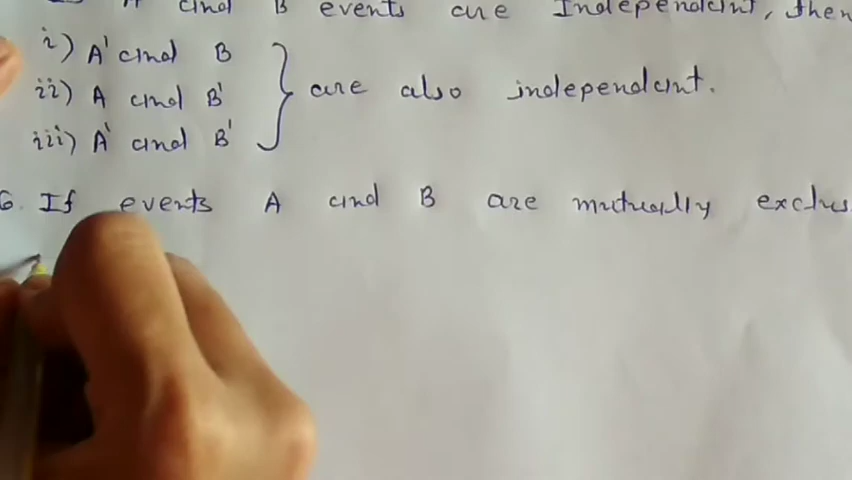 A and B events are Independent, then
i) A' and B
ii) A and B' } are also independent.
iii) A' and B'
6. If events A and B are mutually exclus